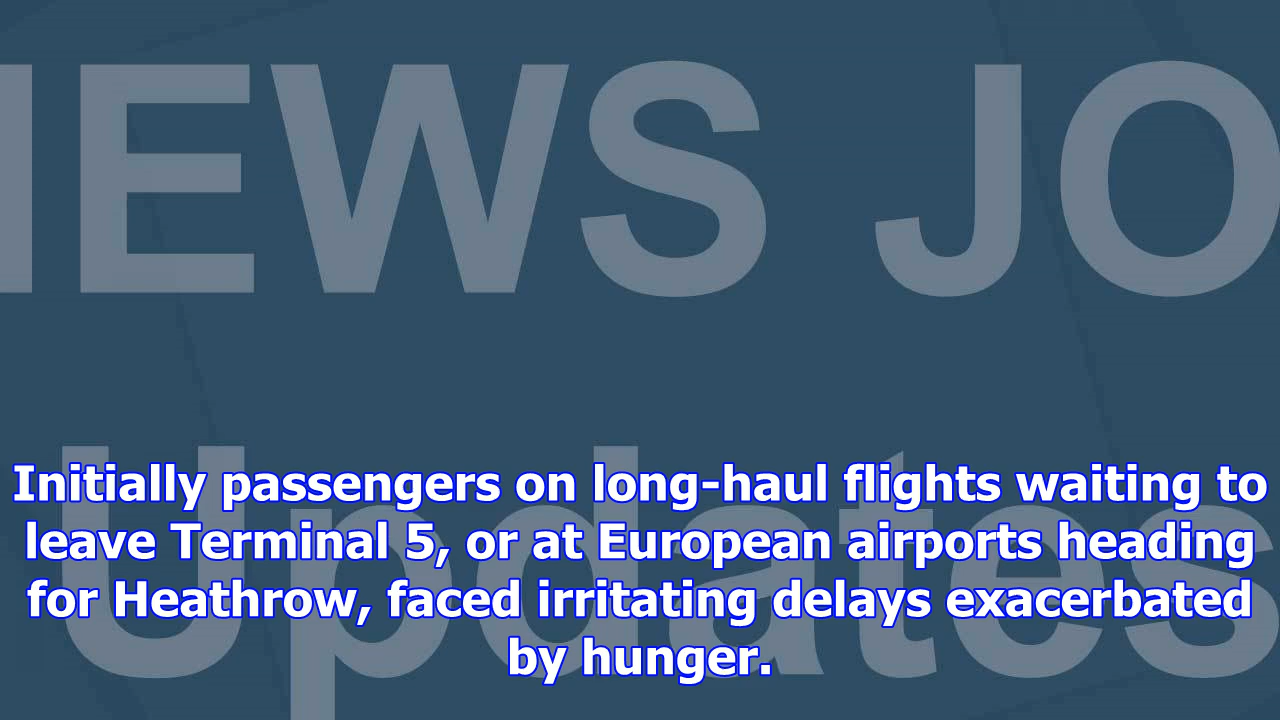 NEWS JO
Updates
Initially passengers on long-haul flights waiting to
leave Terminal 5, or at European airports heading
for Heathrow, faced irritating delays exacerbated
by hunger.